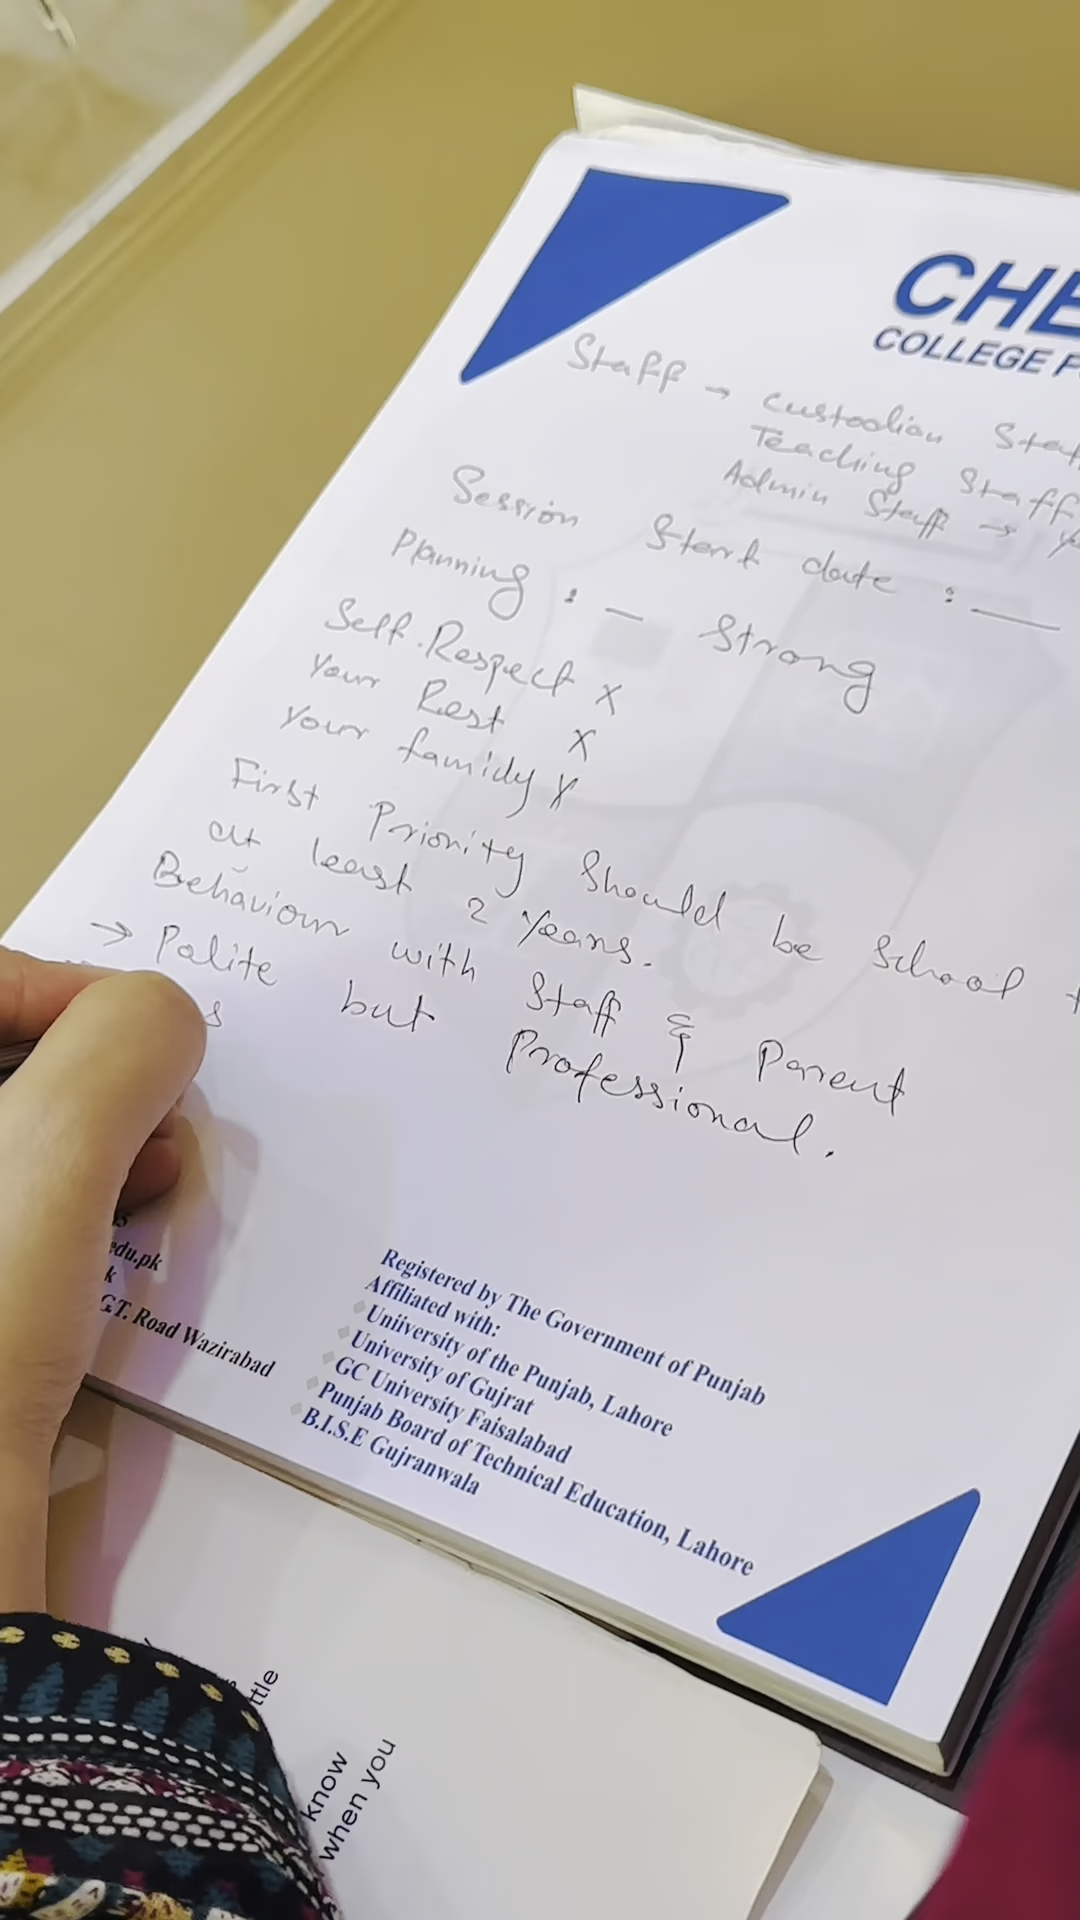 CHE
COLLEGE F
Staff → Custodian Staf
Teaching Staff
Admin Staff →
Session Start date : —
Planning : — Strong
Self-Respect X
Your Rest X
Your family X
First Priority Should be School
at least 2 Years.
Behaviour with Staff & Parent
→ Polite but Professional.
s
edu.pk
k
G.T. Road Wazirabad
Registered by The Government of Punjab
Affiliated with:
Uniiversity of the Punjab, Lahore
University of Gujrat
GC University Faisalabad
Punjab Board of Technical Education, Lahore
B.I.S.E Gujranwala
ttle
know
when you